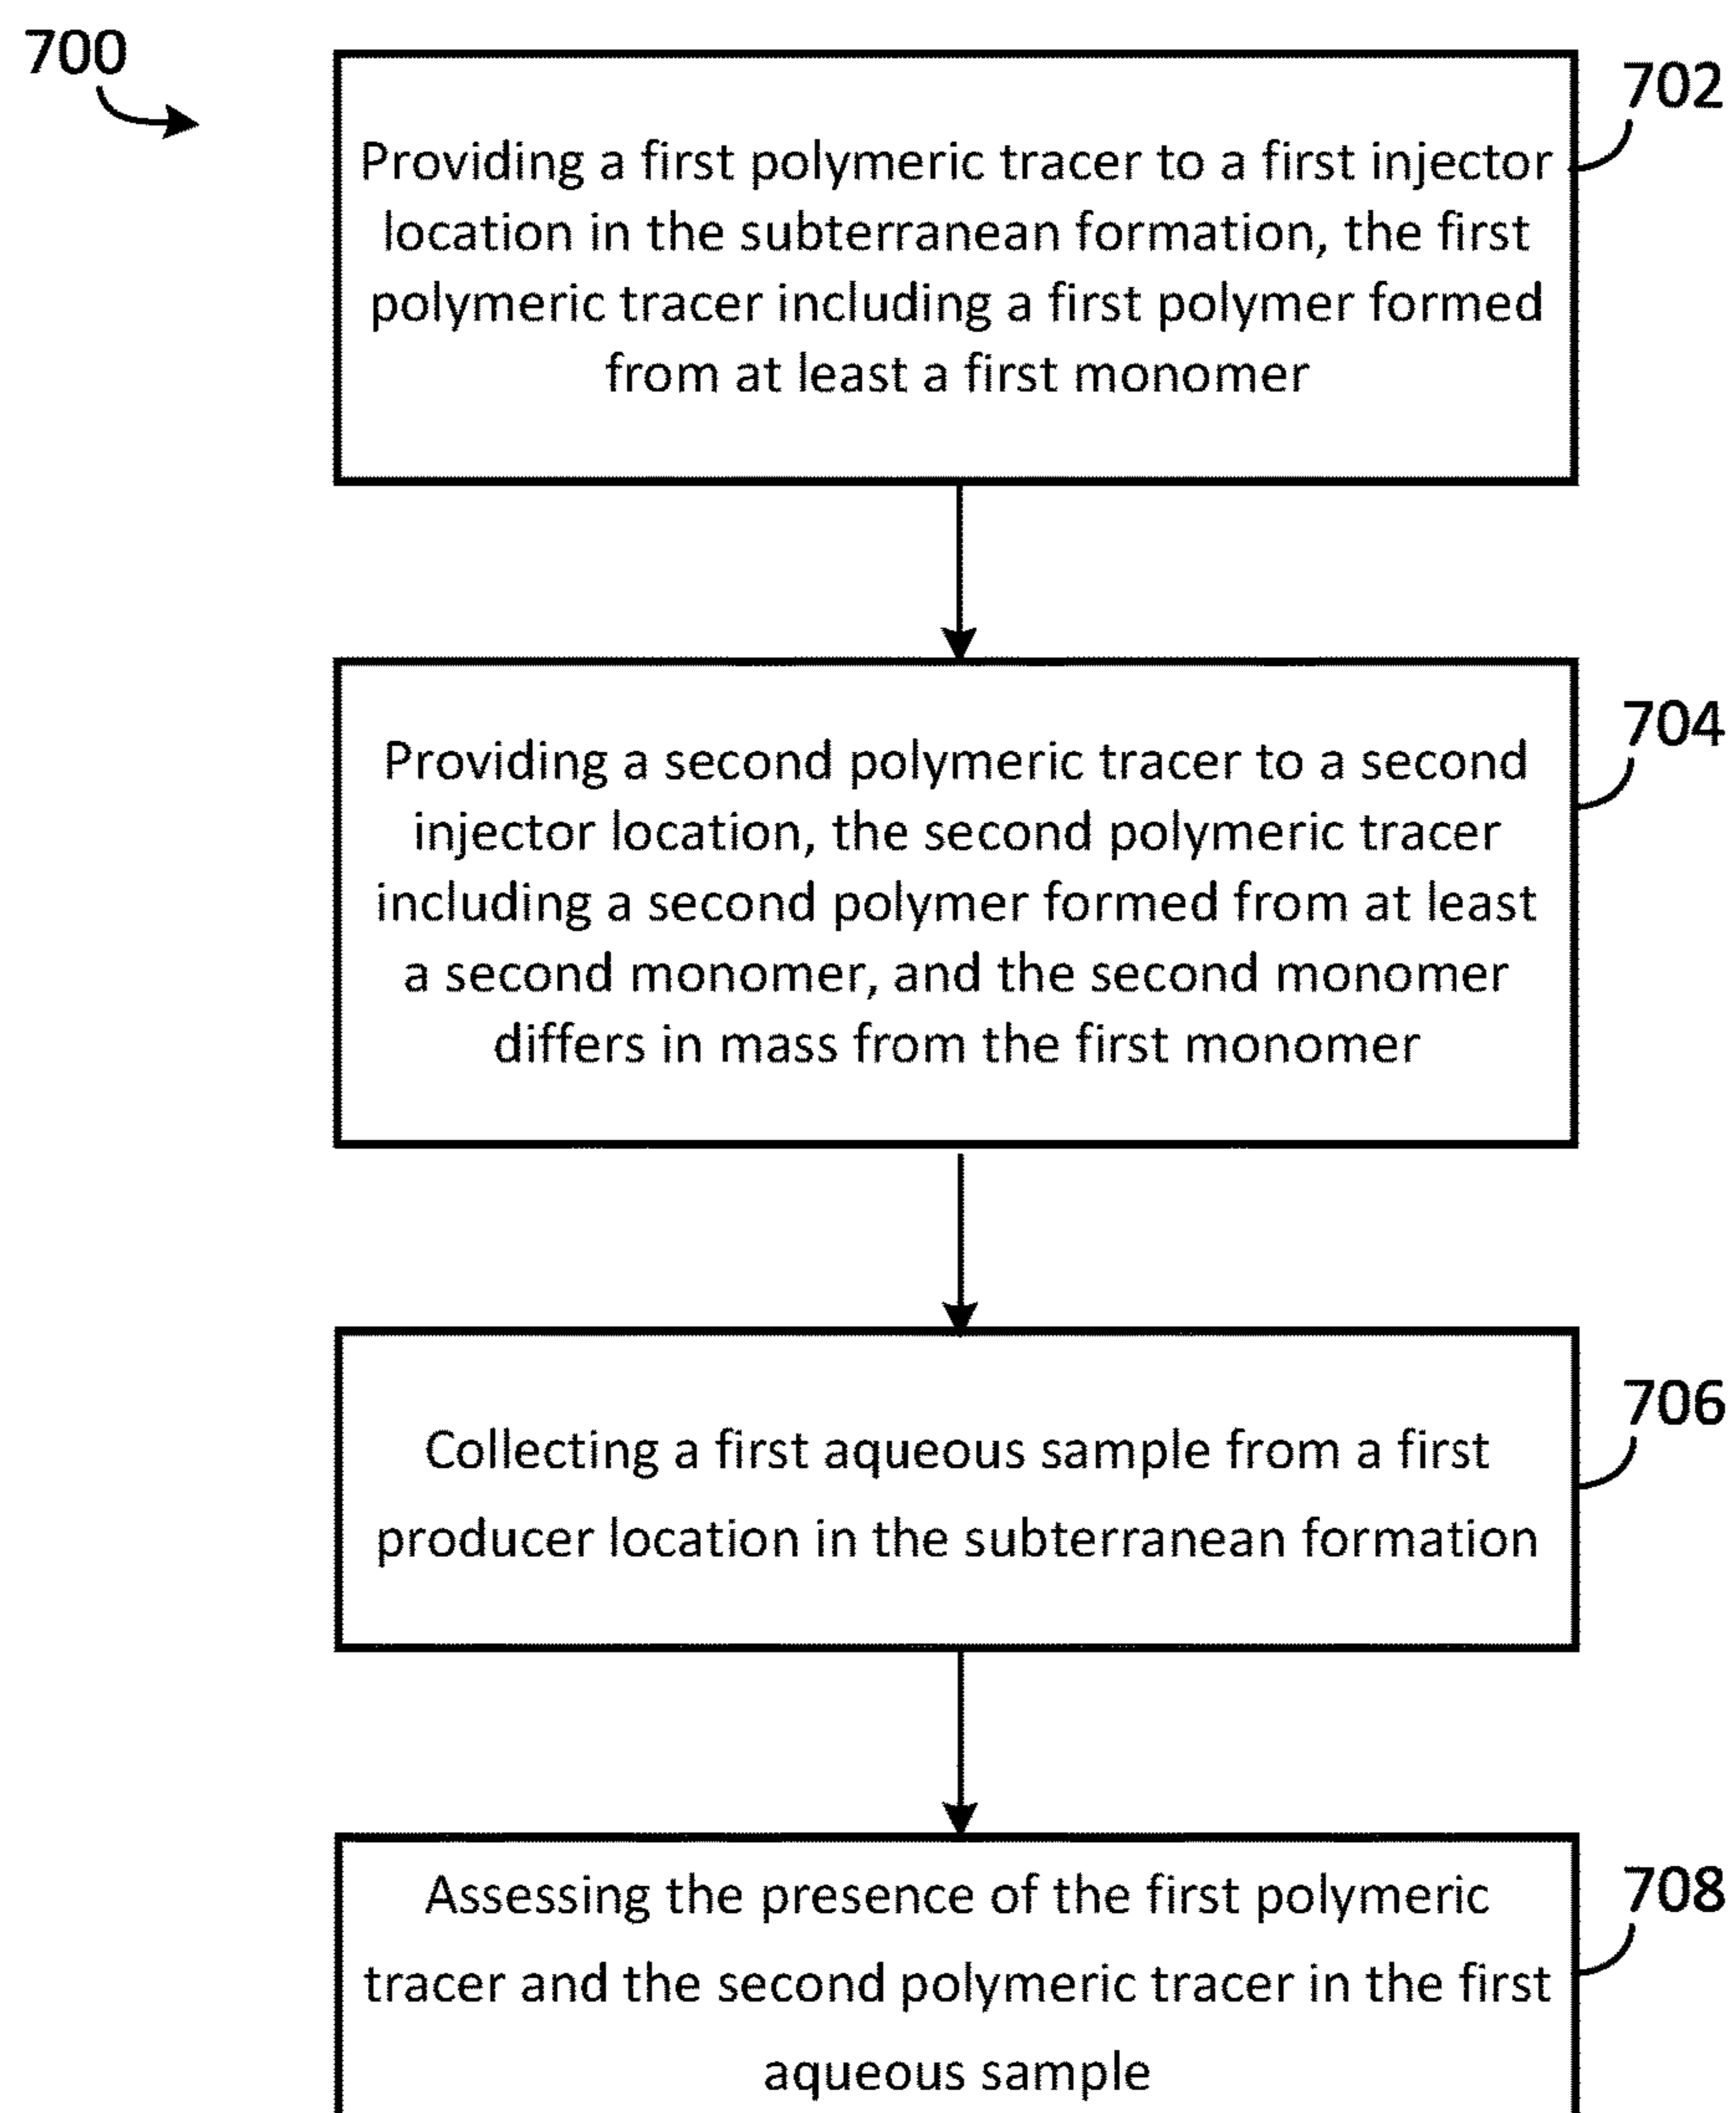 700
702
Providing a first polymeric tracer to a first injector
location in the subterranean formation, the first
polymeric tracer including a first polymer formed
from at least a first monomer
704
Providing a second polymeric tracer to a second
injector location, the second polymeric tracer
including a second polymer formed from at least
a second monomer, and the second monomer
differs in mass from the first monomer
706
Collecting a first aqueous sample from a first
producer location in the subterranean formation
708
Assessing the presence of the first polymeric
tracer and the second polymeric tracer in the first
aqueous sample